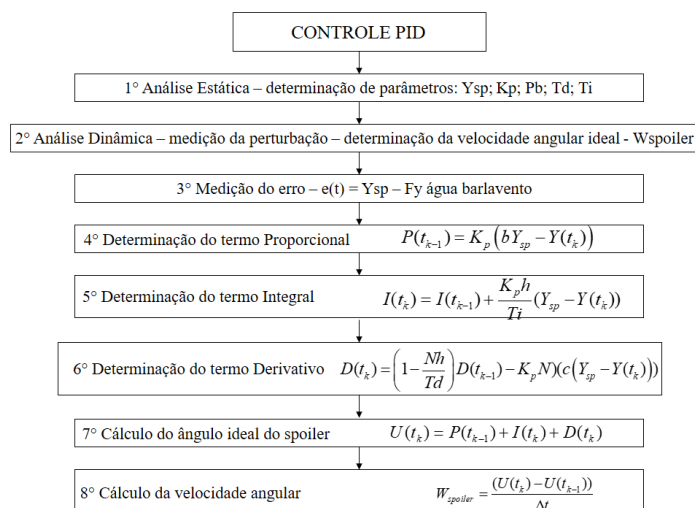 CONTROLE PID
1° Análise Estática – determinação de parâmetros: Ysp; Kp; Pb; Td; Ti
2° Análise Dinâmica – medição da perturbação – determinação da velocidade angular ideal - Wspoiler
3° Medição do erro – e(t) = Ysp – Fy água barlavento
4° Determinação do termo Proporcional P(t_{k-1}) = K_p (bY_{sp} − Y(t_k))
5° Determinação do termo Integral I(t_k) = I(t_{k-1}) + \frac{K_p h}{Ti} (Y_{sp} − Y(t_k))
6° Determinação do termo Derivativo D(t_k) = (1 − \frac{Nh}{Td}) D(t_{k-1}) − K_p N)(c(Y_{sp} − Y(t_k)))
7° Cálculo do ângulo ideal do spoiler U(t_k) = P(t_{k-1}) + I(t_k) + D(t_k)
8° Cálculo da velocidade angular W_{spoiler} = \frac{(U(t_k) − U(t_{k-1}))}{Δt}